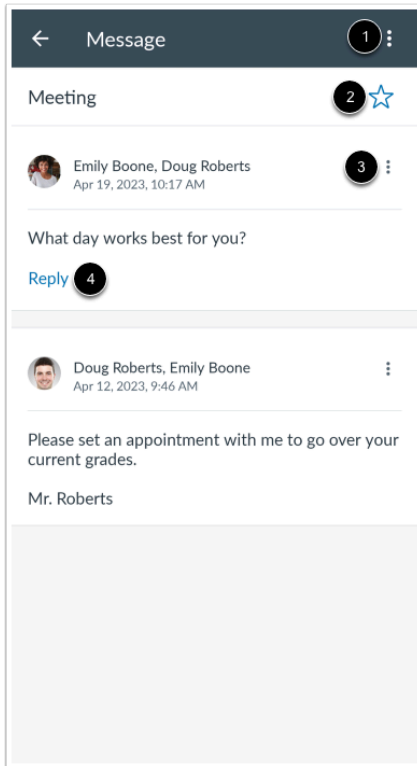 Message 1
Meeting 2
Emily Boone, Doug Roberts 3
Apr 19, 2023, 10:17 AM
What day works best for you?
Reply 4
Doug Roberts, Emily Boone
Apr 12, 2023, 9:46 AM
Please set an appointment with me to go over your
current grades.
Mr. Roberts